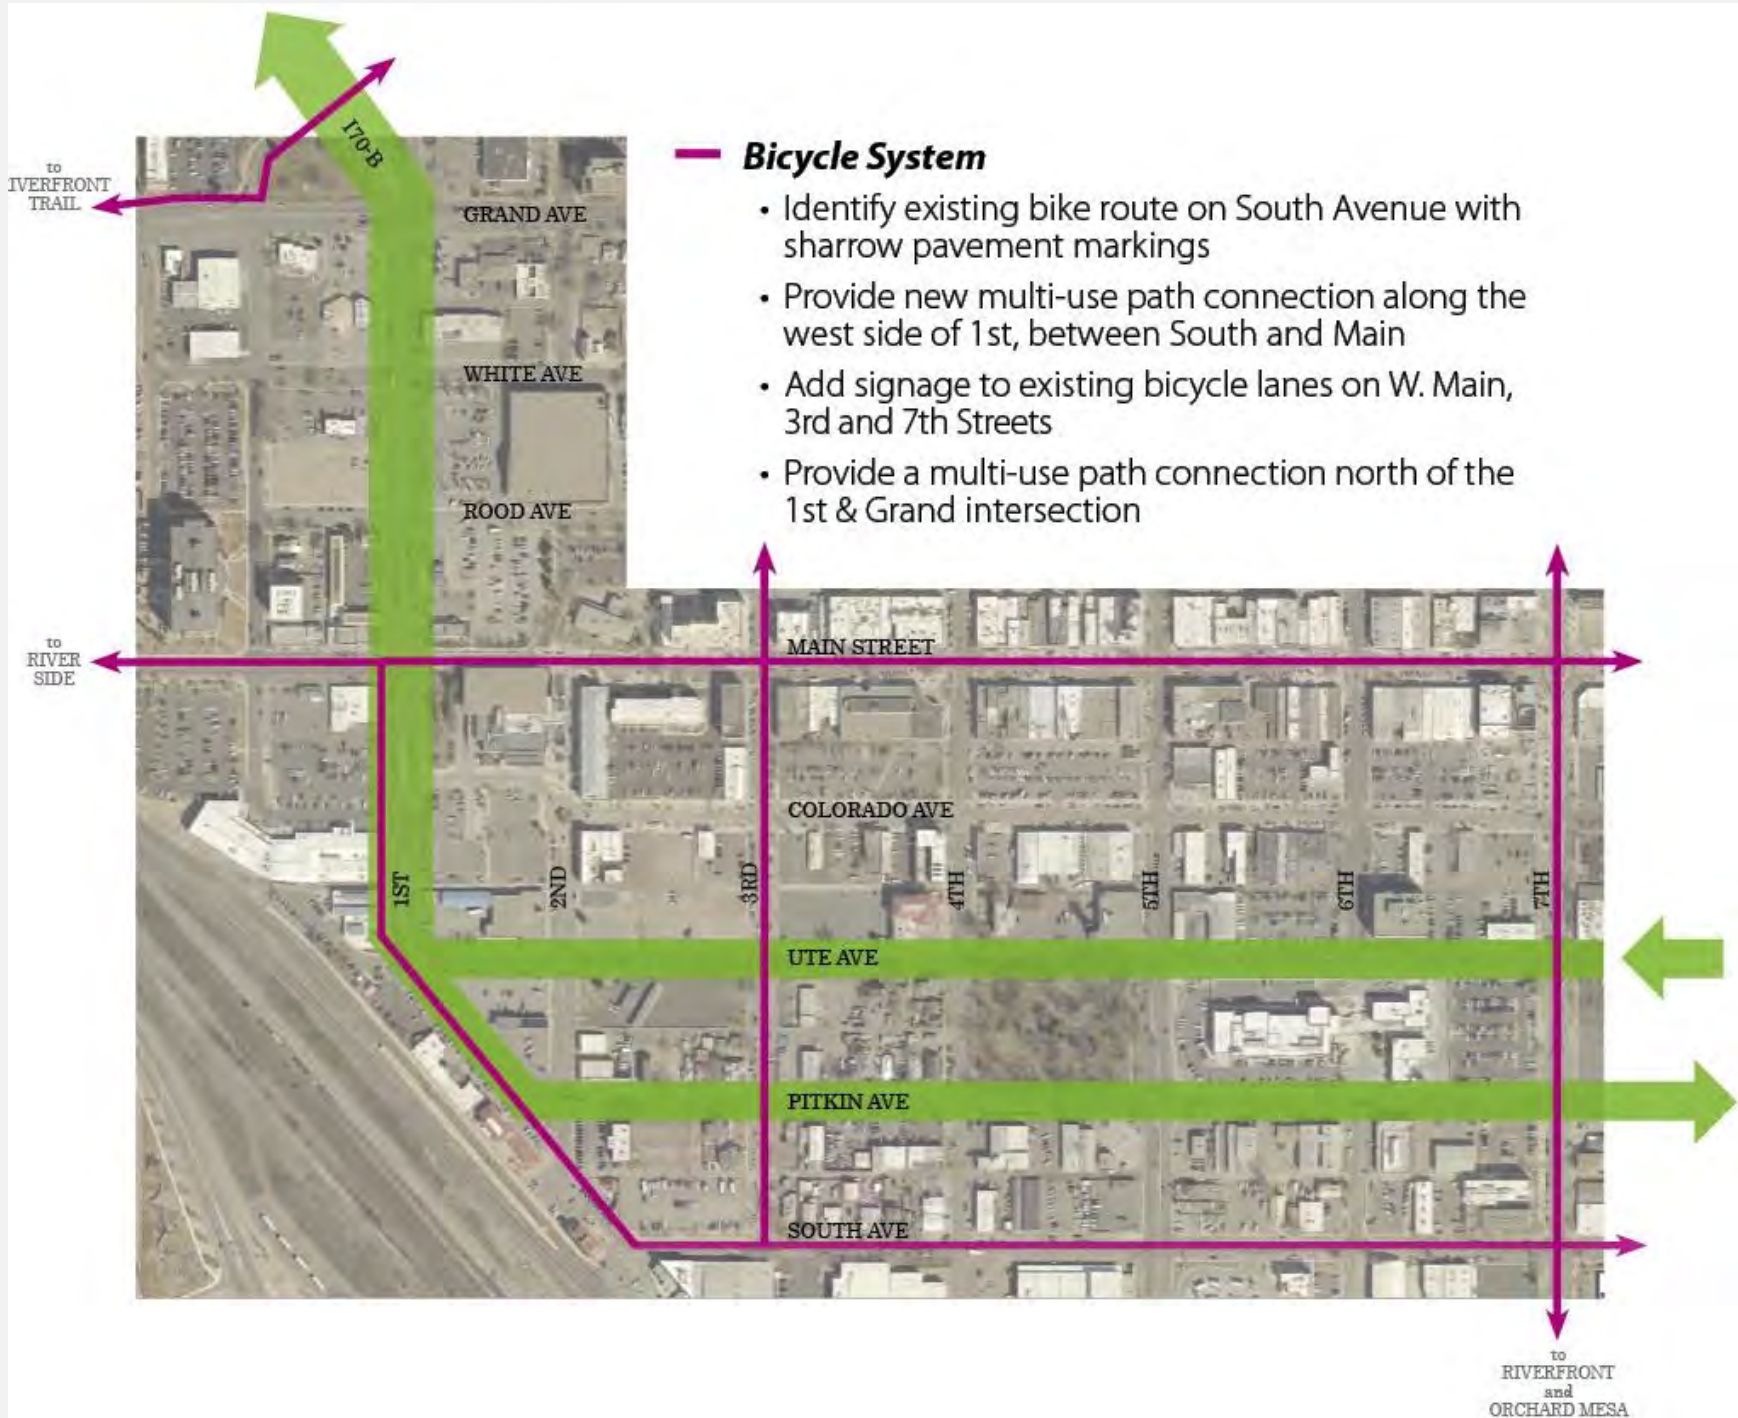 I70-B
to
IVERFRONT
TRAIL
GRAND AVE
WHITE AVE
ROOD AVE
Bicycle System
• Identify existing bike route on South Avenue with
sharrow pavement markings
• Provide new multi-use path connection along the
west side of 1st, between South and Main
• Add signage to existing bicycle lanes on W. Main,
3rd and 7th Streets
• Provide a multi-use path connection north of the
1st & Grand intersection
to
RIVER
SIDE
MAIN STREET
COLORADO AVE
1ST
2ND
3RD
4TH
5TH
6TH
7TH
UTE AVE
PITKIN AVE
SOUTH AVE
to
RIVERFRONT
and
ORCHARD MESA